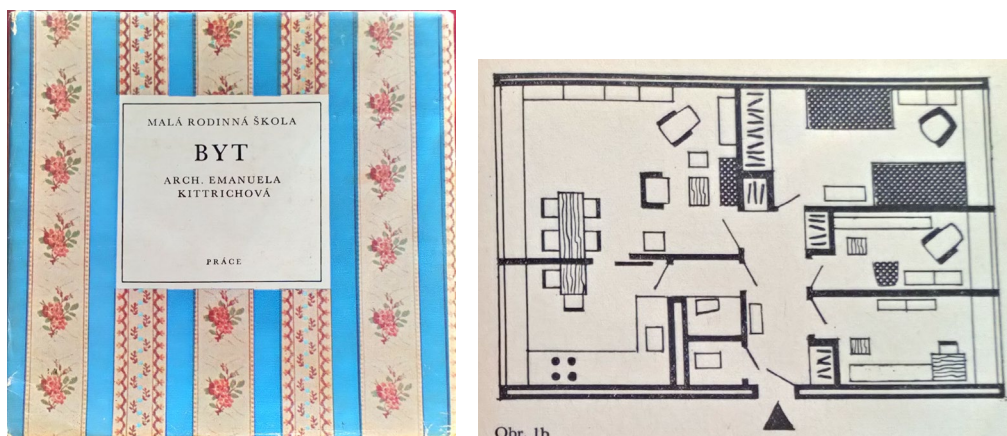 MALÁ RODINNÁ ŠKOLA
BYT
ARCH. EMANUELA
KITTRICHOVÁ
PRÁCE
Obr. 1b